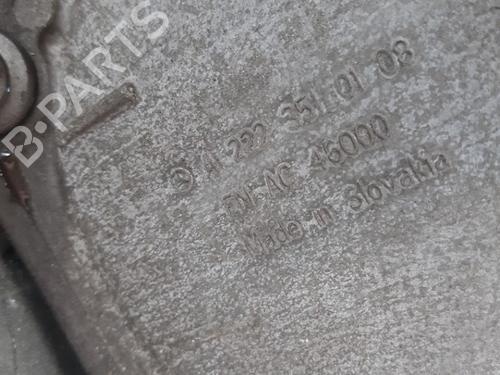 B-PARTS
A 222 351 01 08
EN-AC 46000
Made in Slovakia